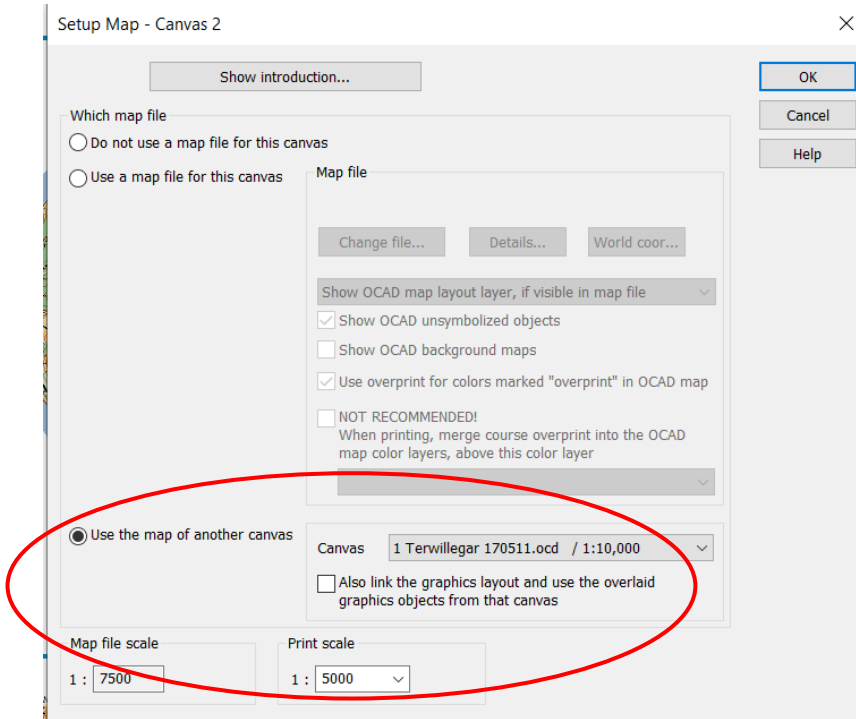 Setup Map - Canvas 2
Show introduction...
OK
Cancel
Help
Which map file
Do not use a map file for this canvas
Use a map file for this canvas
Map file
Change file...
Details...
World coor...
Show OCAD map layout layer, if visible in map file
Show OCAD unsymbolized objects
Show OCAD background maps
Use overprint for colors marked "overprint" in OCAD map
NOT RECOMMENDED!
When printing, merge course overprint into the OCAD
map color layers, above this color layer
Use the map of another canvas
Canvas
1 Terwillegar 170511.ocd / 1:10,000
Also link the graphics layout and use the overlaid
graphics objects from that canvas
Map file scale
1 : 7500
Print scale
1 : 5000